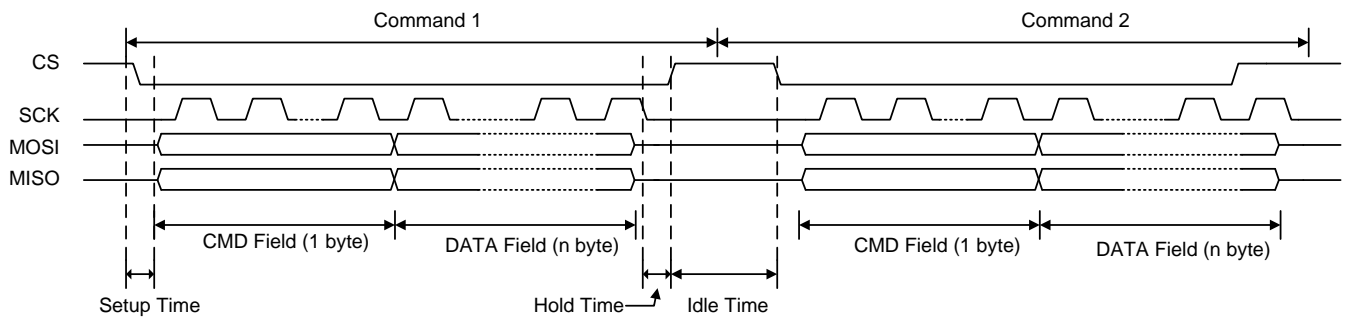 Command 1
Command 2
CS
SCK
MOSI
MISO
CMD Field (1 byte)
DATA Field (n byte)
CMD Field (1 byte)
DATA Field (n byte)
Setup Time
Hold Time
Idle Time